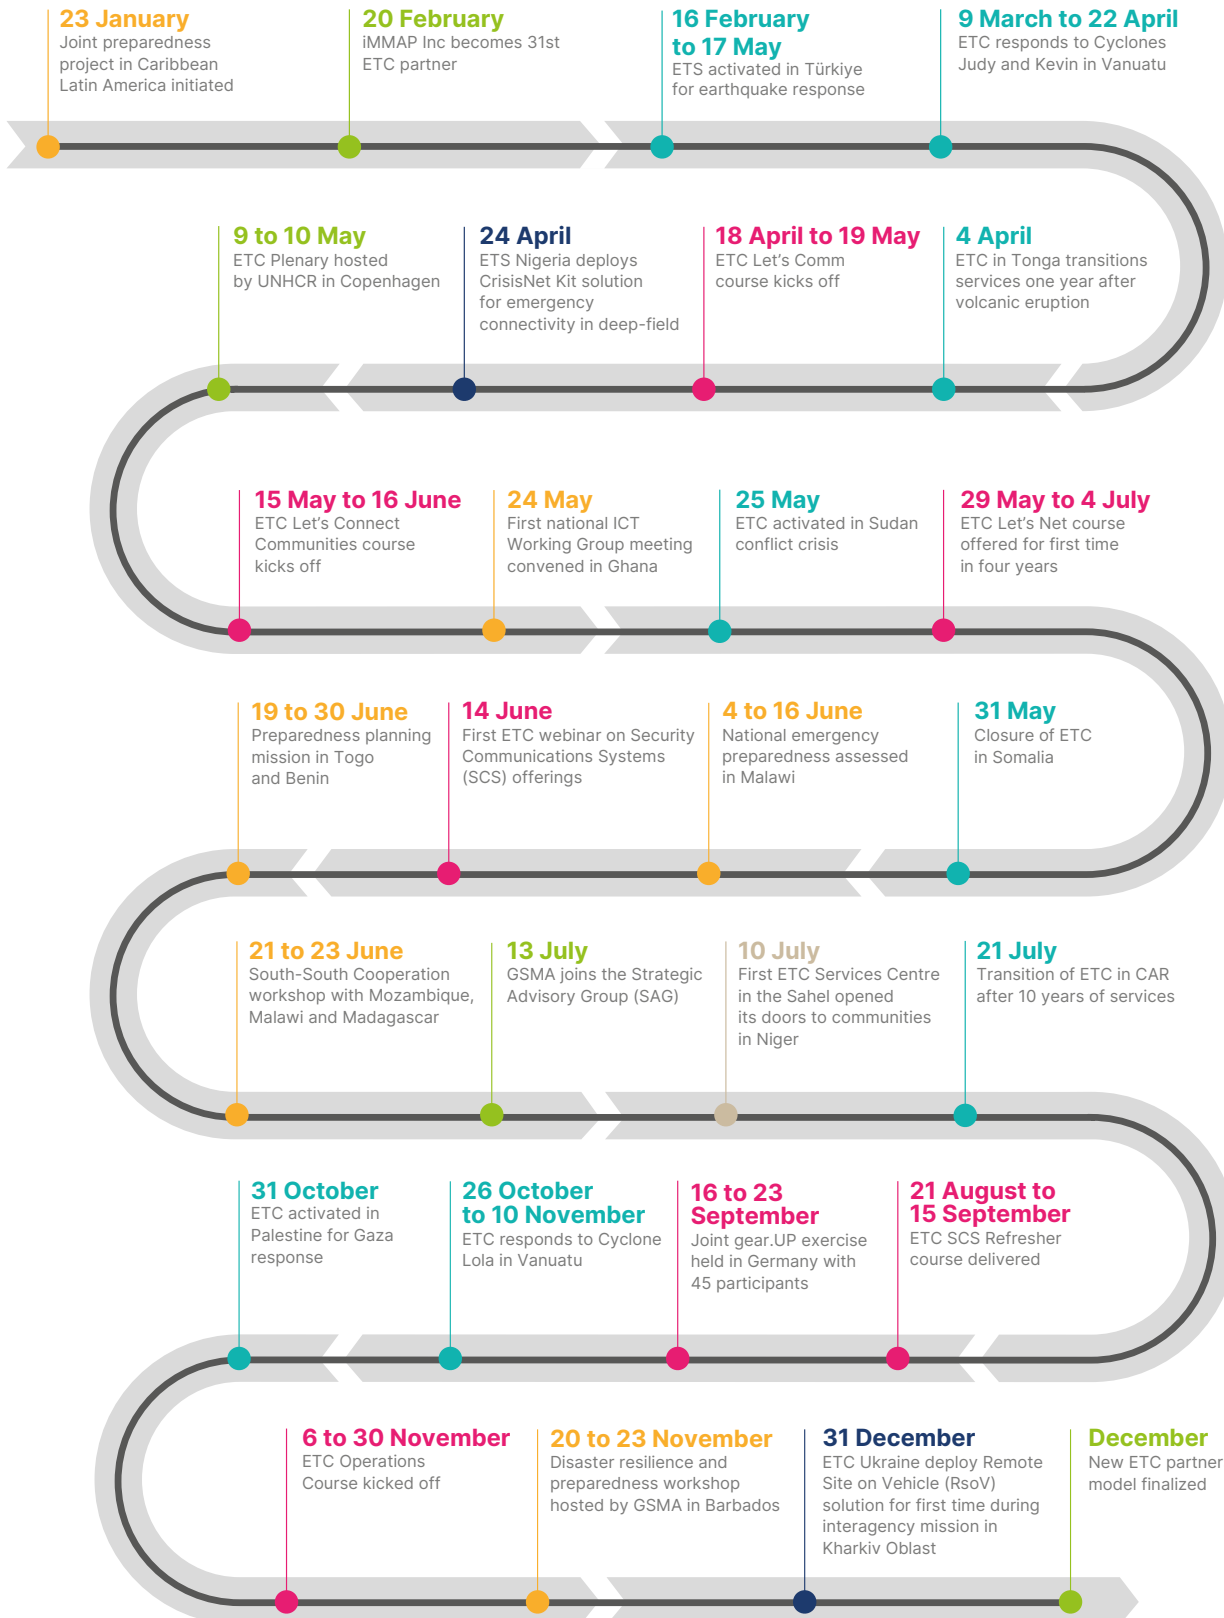 23 January
Joint preparedness
project in Caribbean
Latin America initiated
20 February
iMMAP Inc becomes 31st
ETC partner
16 February
to 17 May
ETS activated in Türkiye
for earthquake response
9 March to 22 April
ETC responds to Cyclones
Judy and Kevin in Vanuatu
9 to 10 May
ETC Plenary hosted
by UNHCR in Copenhagen
24 April
ETS Nigeria deploys
CrisisNet Kit solution
for emergency
connectivity in deep-field
18 April to 19 May
ETC Let's Comm
course kicks off
4 April
ETC in Tonga transitions
services one year after
volcanic eruption
15 May to 16 June
ETC Let's Connect
Communities course
kicks off
24 May
First national ICT
Working Group meeting
convened in Ghana
25 May
ETC activated in Sudan
conflict crisis
29 May to 4 July
ETC Let's Net course
offered for first time
in four years
19 to 30 June
Preparedness planning
mission in Togo
and Benin
14 June
First ETC webinar on Security
Communications Systems
(SCS) offerings
4 to 16 June
National emergency
preparedness assessed
in Malawi
31 May
Closure of ETC
in Somalia
21 to 23 June
South-South Cooperation
workshop with Mozambique,
Malawi and Madagascar
13 July
GSMA joins the Strategic
Advisory Group (SAG)
10 July
First ETC Services Centre
in the Sahel opened
its doors to communities
in Niger
21 July
Transition of ETC in CAR
after 10 years of services
31 October
ETC activated in
Palestine for Gaza
response
26 October
to 10 November
ETC responds to Cyclone
Lola in Vanuatu
16 to 23
September
Joint gear.UP exercise
held in Germany with
45 participants
21 August to
15 September
ETC SCS Refresher
course delivered
6 to 30 November
ETC Operations
Course kicked off
20 to 23 November
Disaster resilience and
preparedness workshop
hosted by GSMA in Barbados
31 December
ETC Ukraine deploy Remote
Site on Vehicle (RsoV)
solution for first time during
interagency mission in
Kharkiv Oblast
December
New ETC partner
model finalized